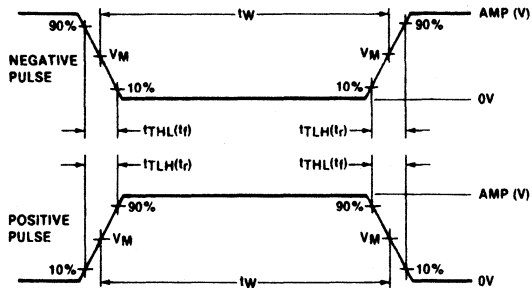 tW
AMP (V)
90%
90%
NEGATIVE
PULSE
VM
VM
10%
10%
0V
tTHL(tf)
tTLH(tr)
tTLH(tr)
tTHL(tf)
AMP (V)
90%
90%
POSITIVE
PULSE
VM
VM
10%
10%
tW
0V